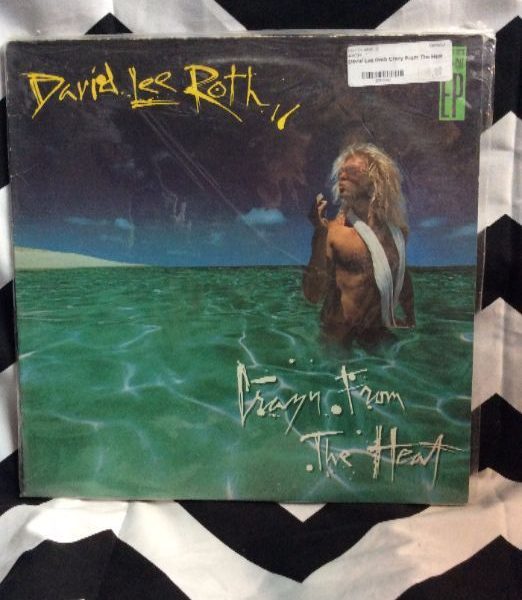 David Lee Roth
David Lee Roth Crazy From The Heat
EP
Crazy From
The Heat